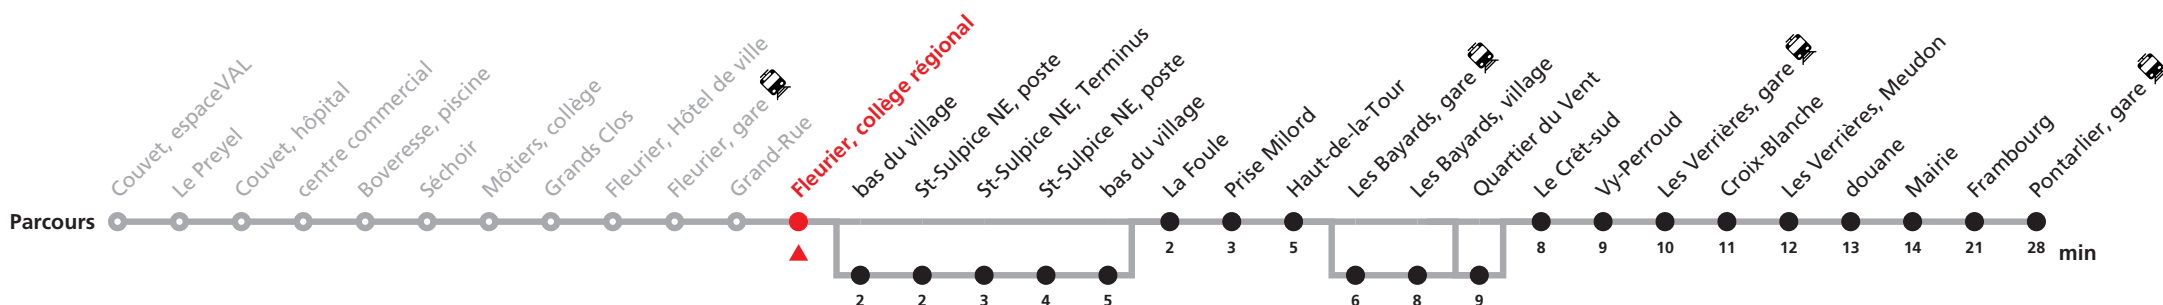 Couvet, espaceVAL
Le Preyel
Couvet, hôpital
centre commercial
Boveresse, piscine
Séchoir
Môtiers, collège
Grands Clos
Fleurier, Hôtel de ville
Fleurier, gare
Grand-Rue
Fleurier, collège régional
bas du village
St-Sulpice NE, poste
St-Sulpice NE, Terminus
St-Sulpice NE, poste
bas du village
La Foule
Prise Milord
Haut-de-la-Tour
Les Bayards, gare
Les Bayards, village
Quartier du Vent
Le Crêt-sud
Vy-Perroud
Les Verrières, gare
Croix-Blanche
Les Verrières, Meudon
douane
Mairie
Frambourg
Pontarlier, gare
Parcours
2 3 5 8 9 10 11 12 13 14 21 28 min
2 2 3 4 5 6 8 9